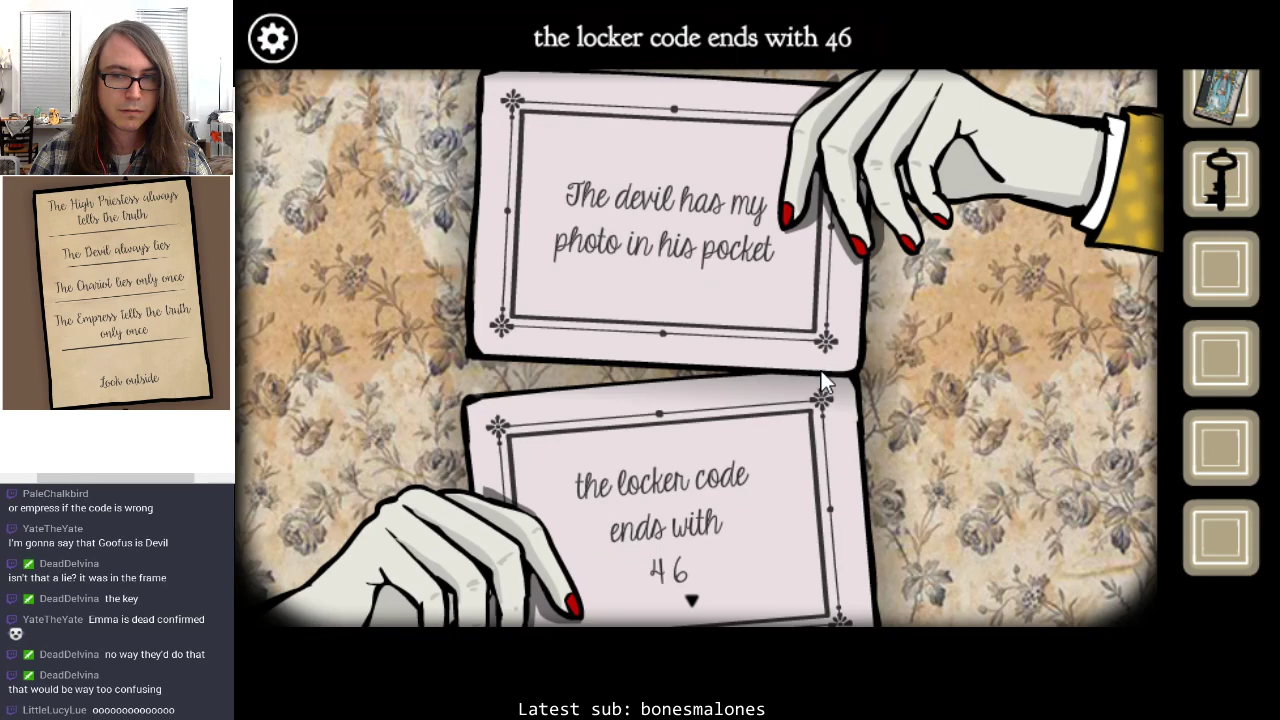 the locker code ends with 46
The devil has my
photo in his pocket
the locker code
ends with
46
The High Priestess always
tells the truth
The Devil always lies
The Chariot lies only once
The Empress tells the truth
only once
Look outside
PaleChalkbird
or empress if the code is wrong
YateTheYate
I'm gonna say that Goofus is Devil
DeadDelvina
isn't that a lie? it was in the frame
DeadDelvina the key
YateTheYate Emma is dead confirmed
DeadDelvina no way they'd do that
DeadDelvina
that would be way too confusing
LittleLucyLue oooooooooooooo
Latest sub: bonesmalones